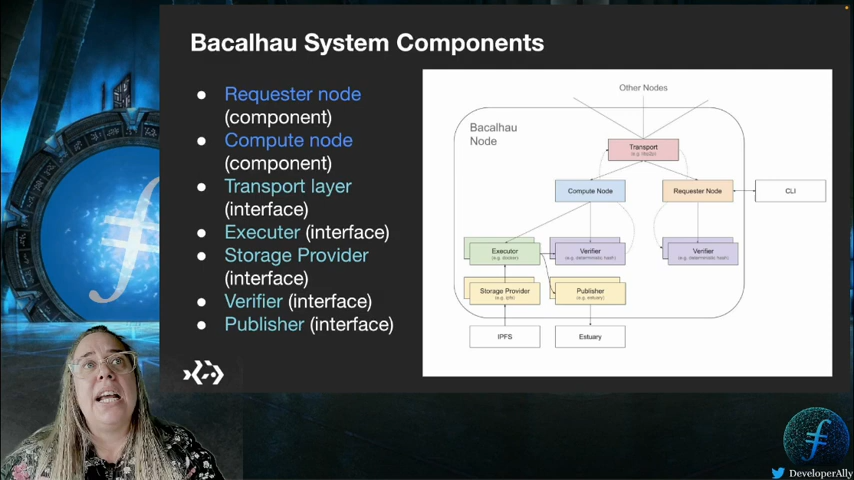 Bacalhau System Components
Requester node
(component)
Compute node
(component)
Transport layer
(interface)
Executer (interface)
Storage Provider
(interface)
Verifier (interface)
Publisher (interface)
Other Nodes
Bacalhau
Node
Transport
(e.g. libp2p)
Compute Node
Requester Node
CLI
Executor
(e.g. docker)
Verifier
(e.g. deterministic hash)
Verifier
(e.g. deterministic hash)
Storage Provider
(e.g. ipfs)
Publisher
(e.g. estuary)
IPFS
Estuary
DeveloperAlly